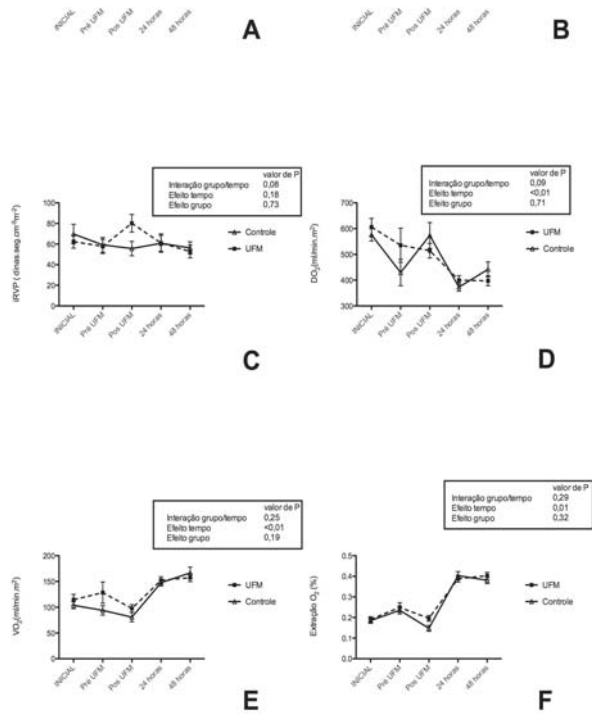 INICIAL
Pré UFM
Pos UFM
24 horas
48 horas
A
INICIAL
Pré UFM
Pos UFM
24 horas
48 horas
B
valor de P
Interação grupo/tempo 0,08
Efeito tempo 0,18
Efeito grupo 0,73
100
80
60
40
20
0
iRVP ( dinas.seg.cm⁻⁵m⁻²)
Controle
UFM
INICIAL
Pré UFM
Pos UFM
24 horas
48 horas
C
valor de P
Interação grupo/tempo 0,09
Efeito tempo <0,01
Efeito grupo 0,71
700
600
500
400
300
DO₂(ml/min.m²)
UFM
Controle
INICIAL
Pré UFM
Pos UFM
24 horas
48 horas
D
valor de P
Interação grupo/tempo 0,25
Efeito tempo <0,01
Efeito grupo 0,19
200
150
100
50
0
VO₂(ml/min.m²)
UFM
Controle
INICIAL
Pré UFM
Pos UFM
24 horas
48 horas
E
valor de P
Interação grupo/tempo 0,29
Efeito tempo 0,01
Efeito grupo 0,32
0.5
0.4
0.3
0.2
0.1
0.0
Extração O₂ (%)
UFM
Controle
INICIAL
Pré UFM
Pos UFM
24 horas
48 horas
F